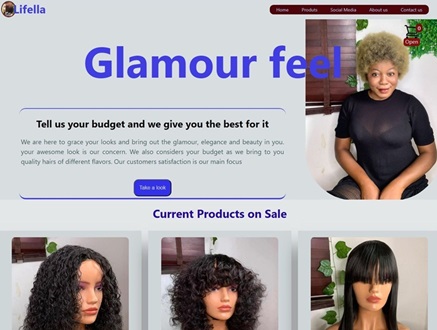 Lifella
Home Produts Social Media About us Contact us
0
Open
Glamour feel
Tell us your budget and we give you the best for it
We are here to grace your looks and bring out the glamour, elegance and beauty in you.
your awesome look is our concern. We also considers your budget as we bring to you
quality hairs of different flavors. Our customers satisfaction is our main focus
Take a look
Current Products on Sale